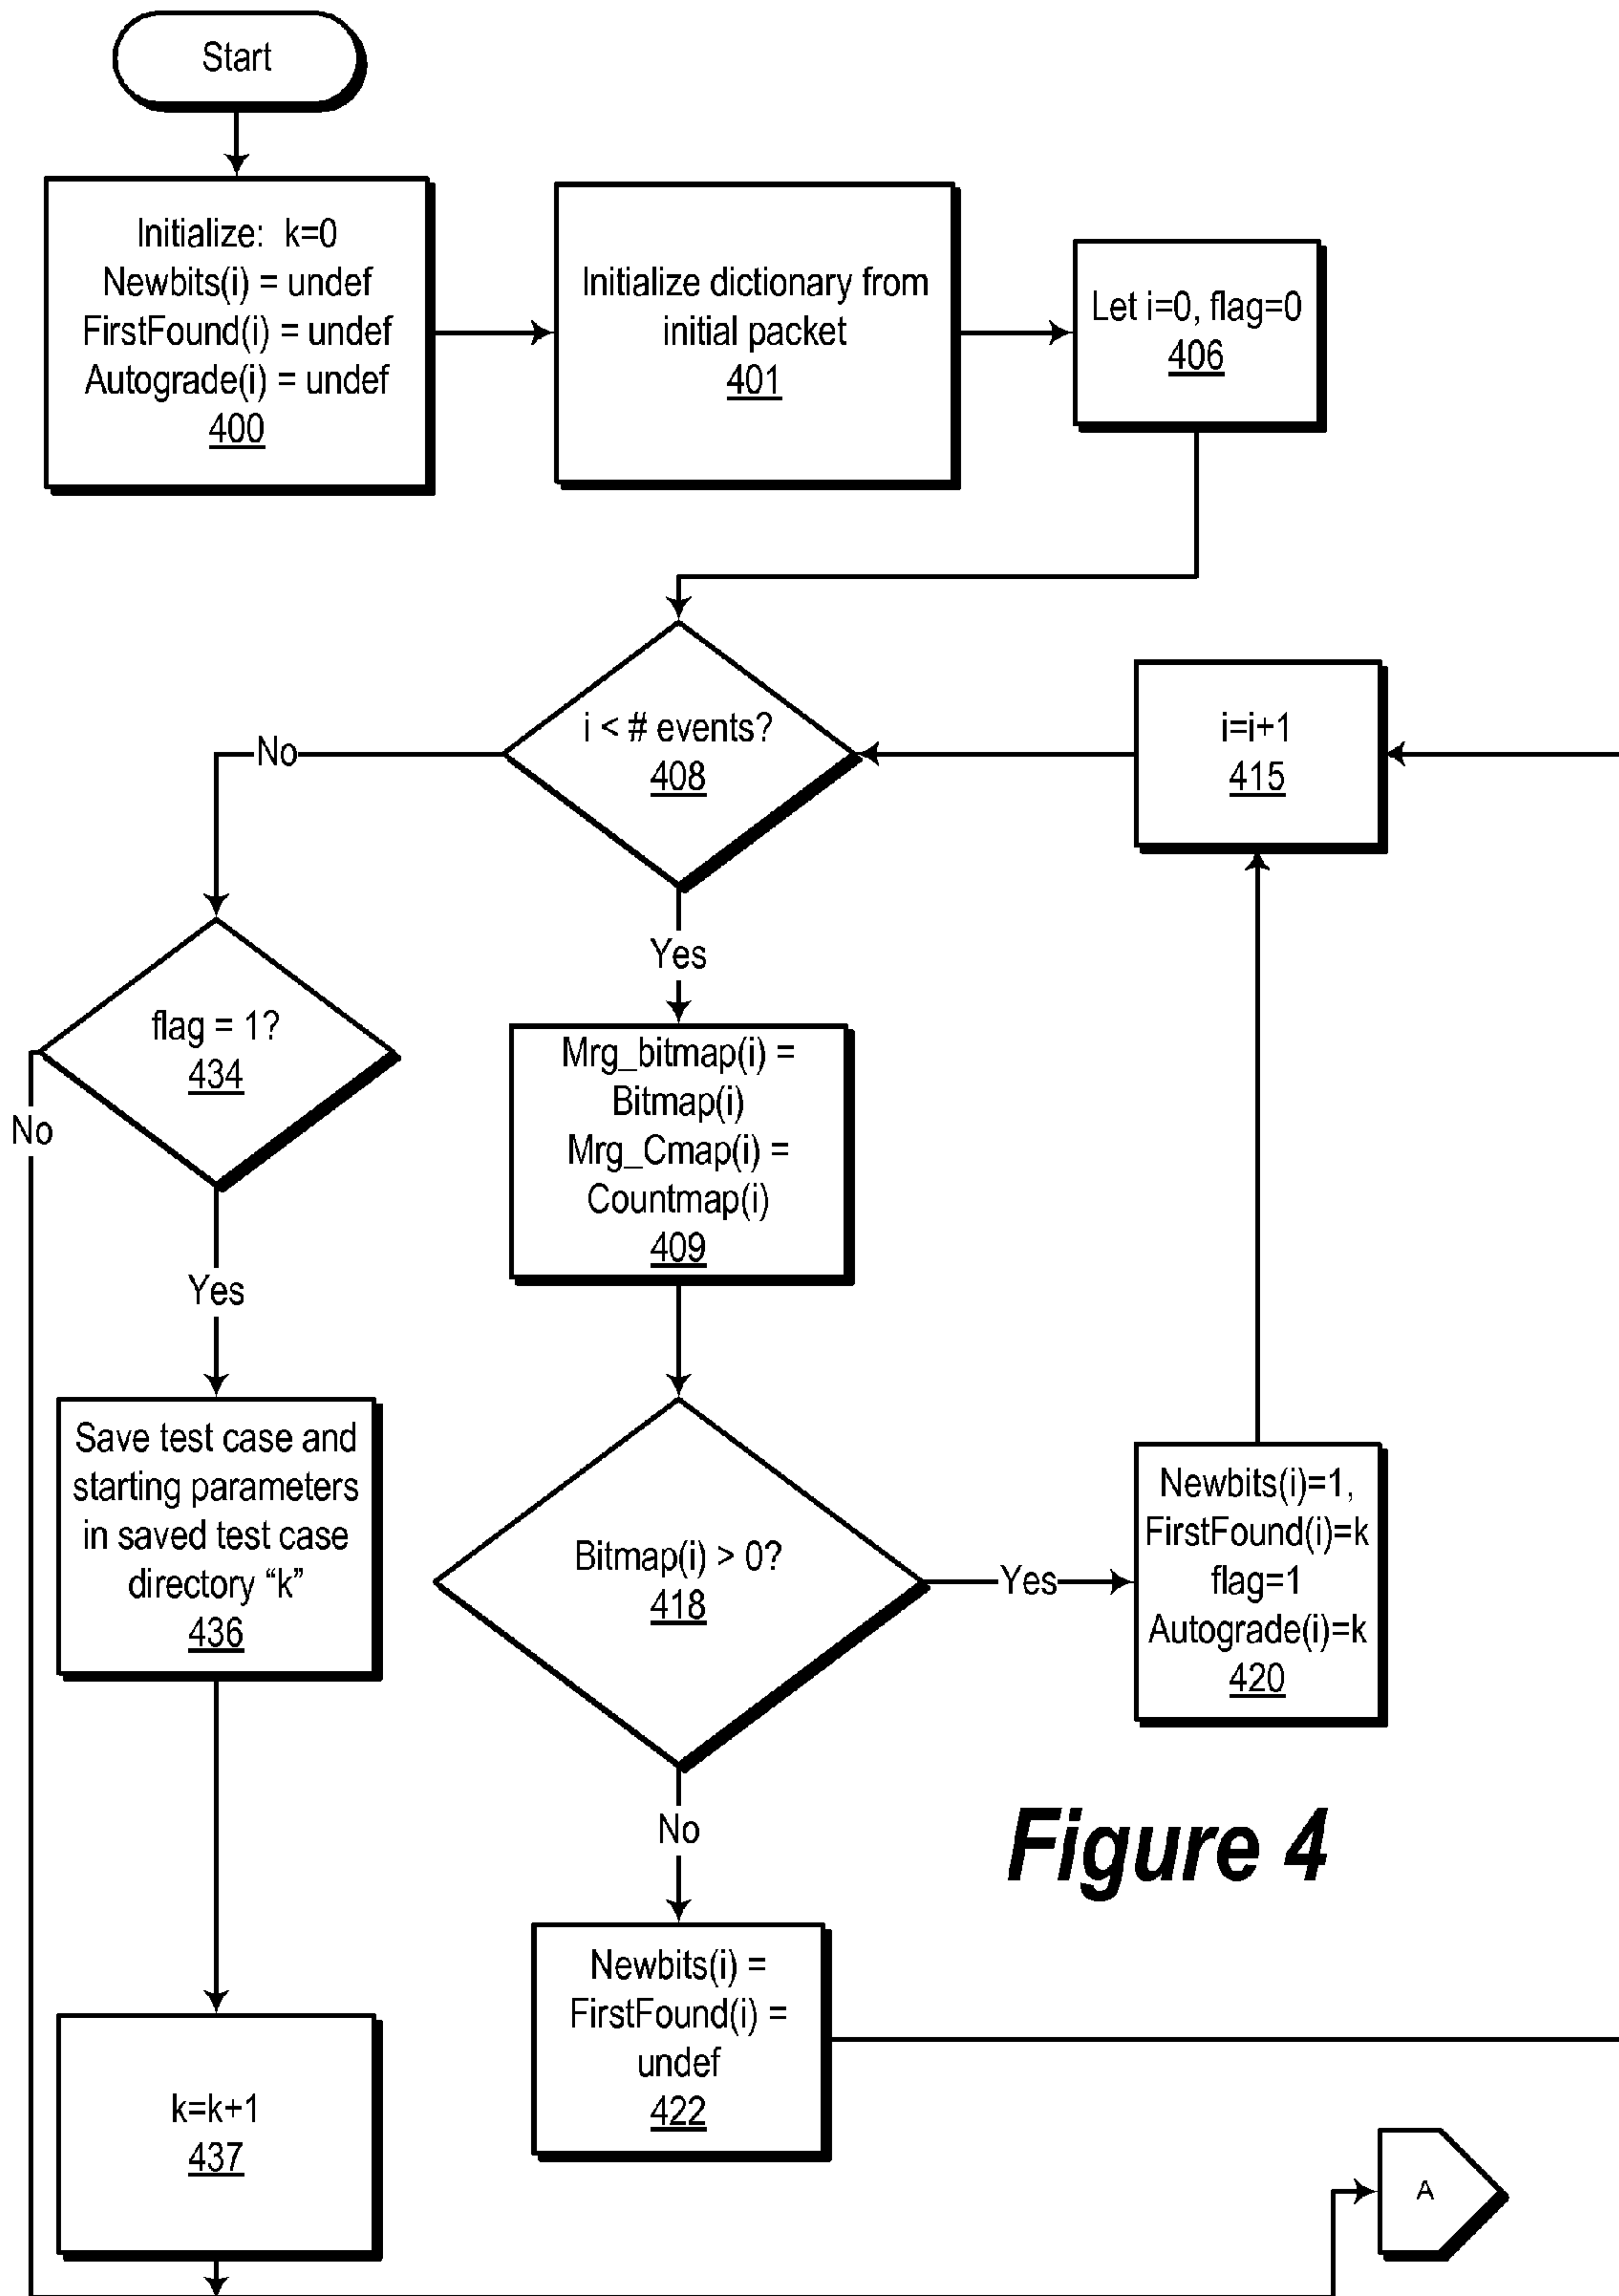 Start
Initialize: k=0
Newbits(i) = undef
FirstFound(i) = undef
Autograde(i) = undef
400
Initialize dictionary from
initial packet
401
Let i=0, flag=0
406
i < # events?
408
i=i+1
415
No
Yes
flag = 1?
434
No
Yes
Mrg_bitmap(i) =
Bitmap(i)
Mrg_Cmap(i) =
Countmap(i)
409
Save test case and
starting parameters
in saved test case
directory “k”
436
Bitmap(i) > 0?
418
Yes
Newbits(i)=1,
FirstFound(i)=k
flag=1
Autograde(i)=k
420
No
Figure 4
Newbits(i) =
FirstFound(i) =
undef
422
k=k+1
437
A